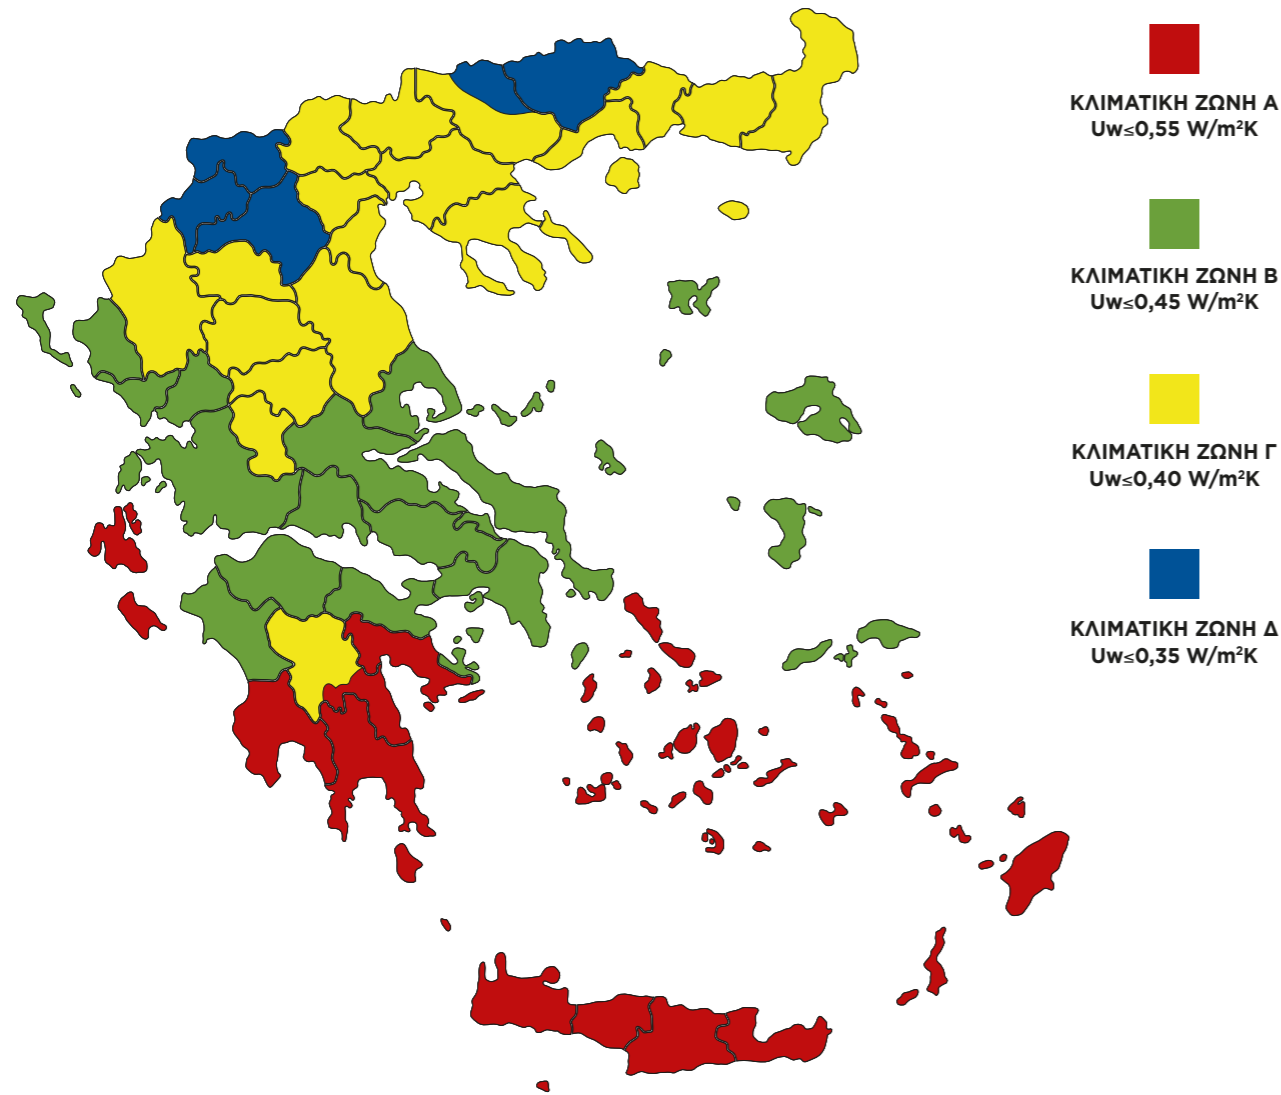 ΚΛΙΜΑΤΙΚΗ ΖΩΝΗ Α
Uw≤0,55 W/m²K
ΚΛΙΜΑΤΙΚΗ ΖΩΝΗ Β
Uw≤0,45 W/m²K
ΚΛΙΜΑΤΙΚΗ ΖΩΝΗ Γ
Uw≤0,40 W/m²K
ΚΛΙΜΑΤΙΚΗ ΖΩΝΗ Δ
Uw≤0,35 W/m²K